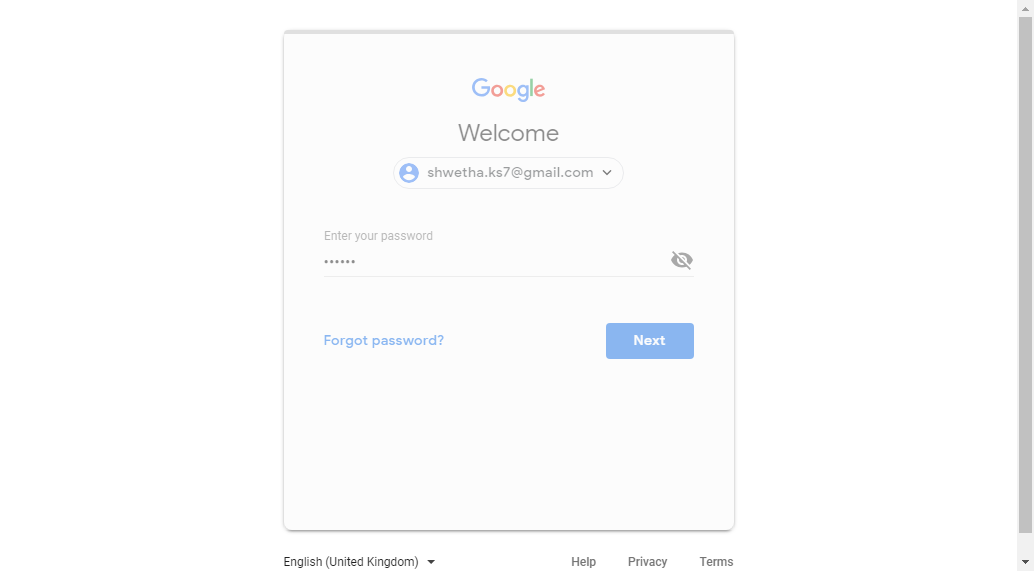 Google
Welcome
shwetha.ks7@gmail.com
Enter your password
••••••
Forgot password?
Next
English (United Kingdom)
Help
Privacy
Terms